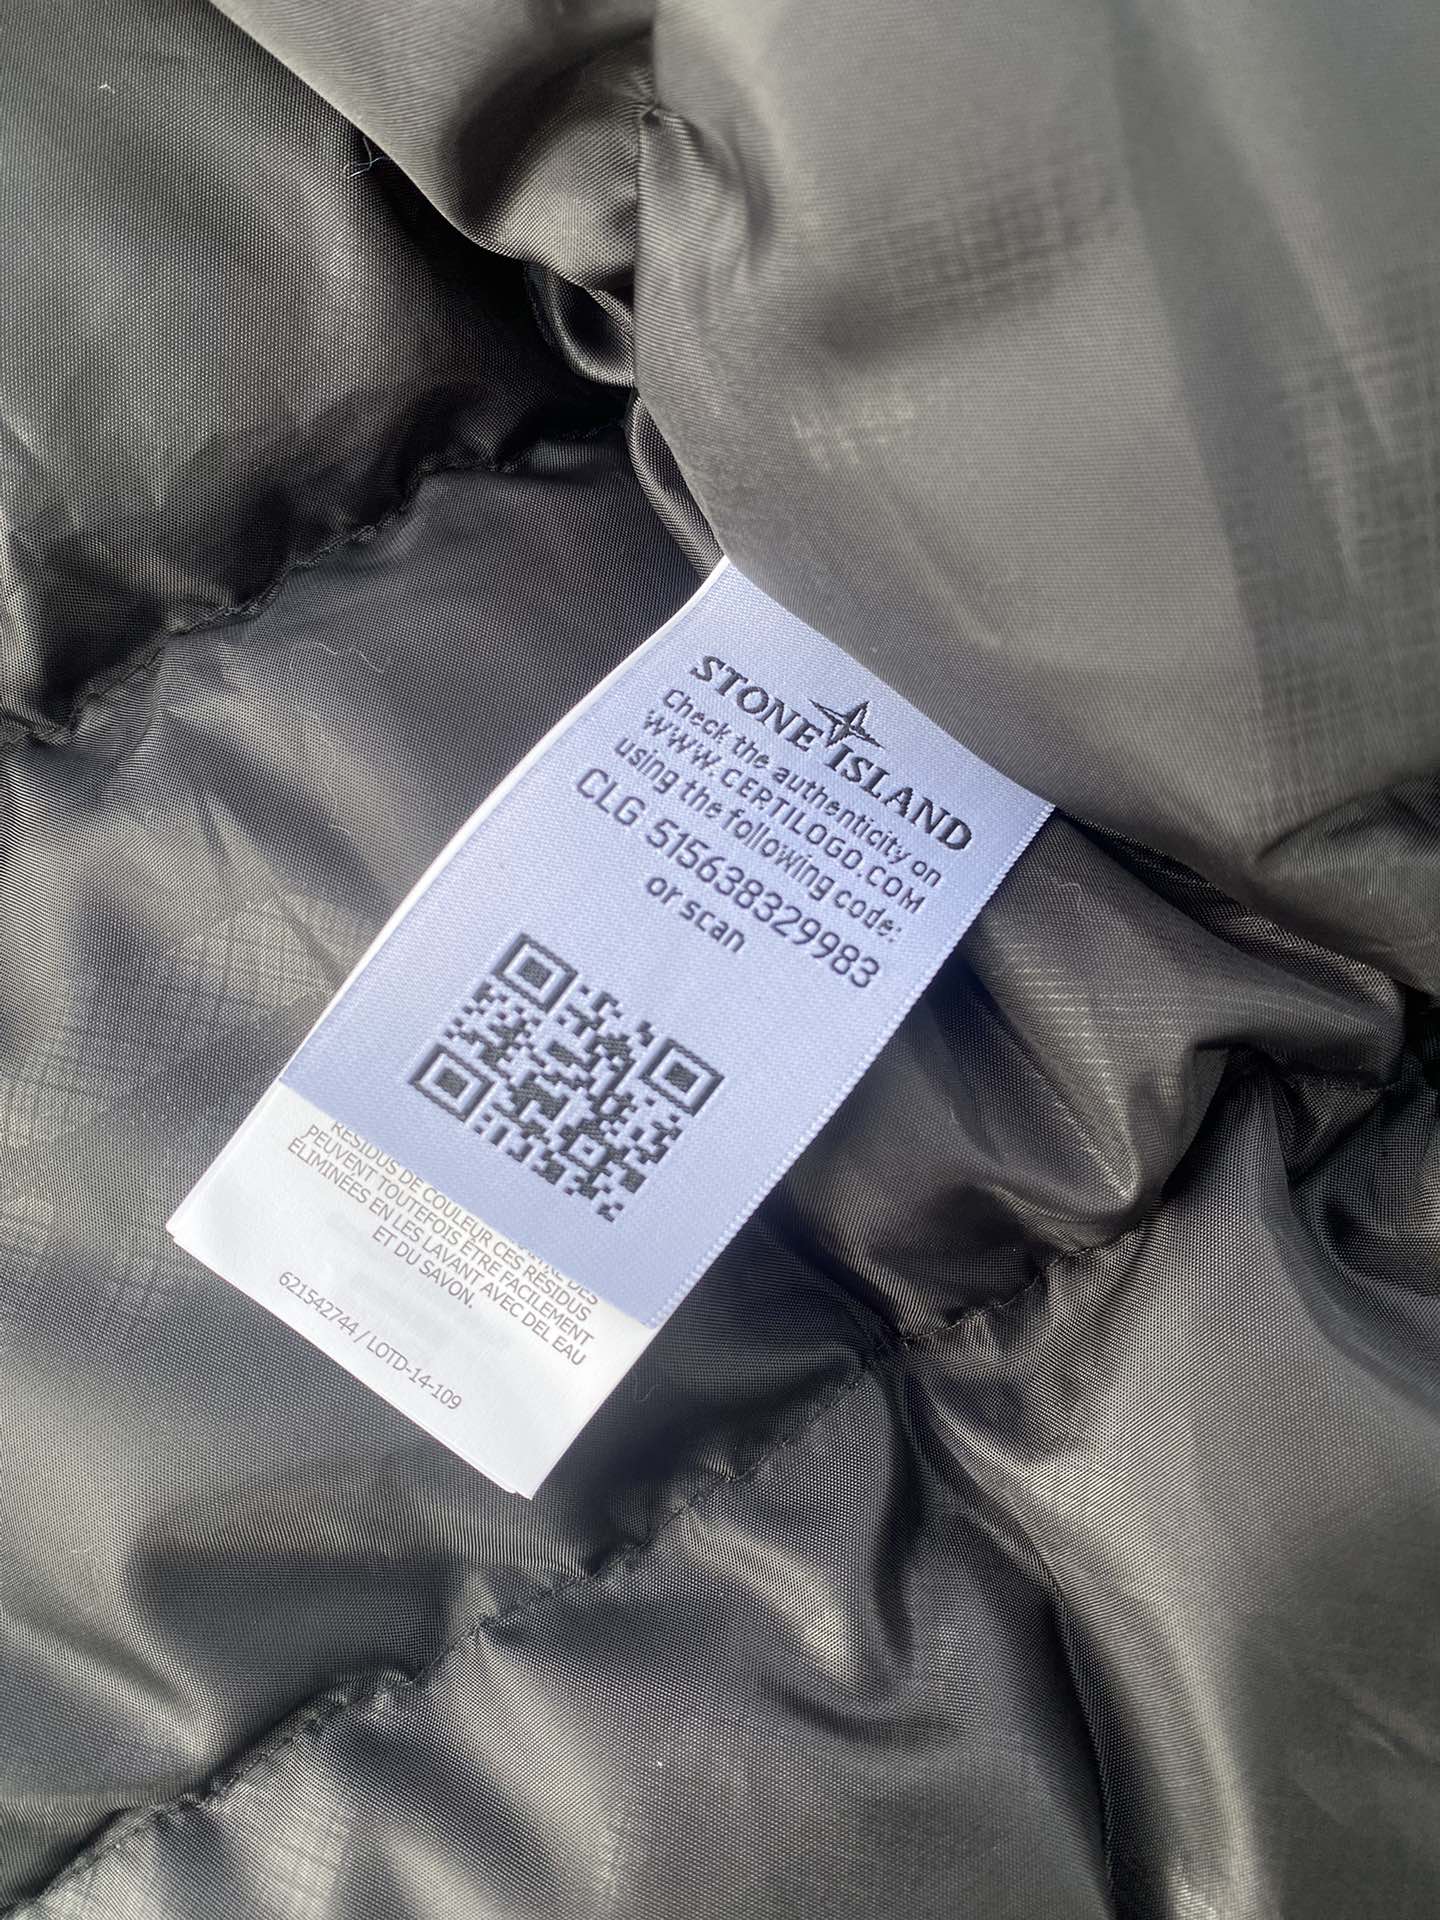 STONE ISLAND
Check the authenticity on
WWW.CERTILOGO.COM
using the following code:
CLG 515638329983
or scan
RÉSIDUS DE COULEUR CES RÉSIDUS
PEUVENT TOUTEFOIS ÊTRE FACILEMENT
ÉLIMINÉES EN LES LAVANT AVEC DEL EAU
ET DU SAVON.
621542744 / LOTD-14-109